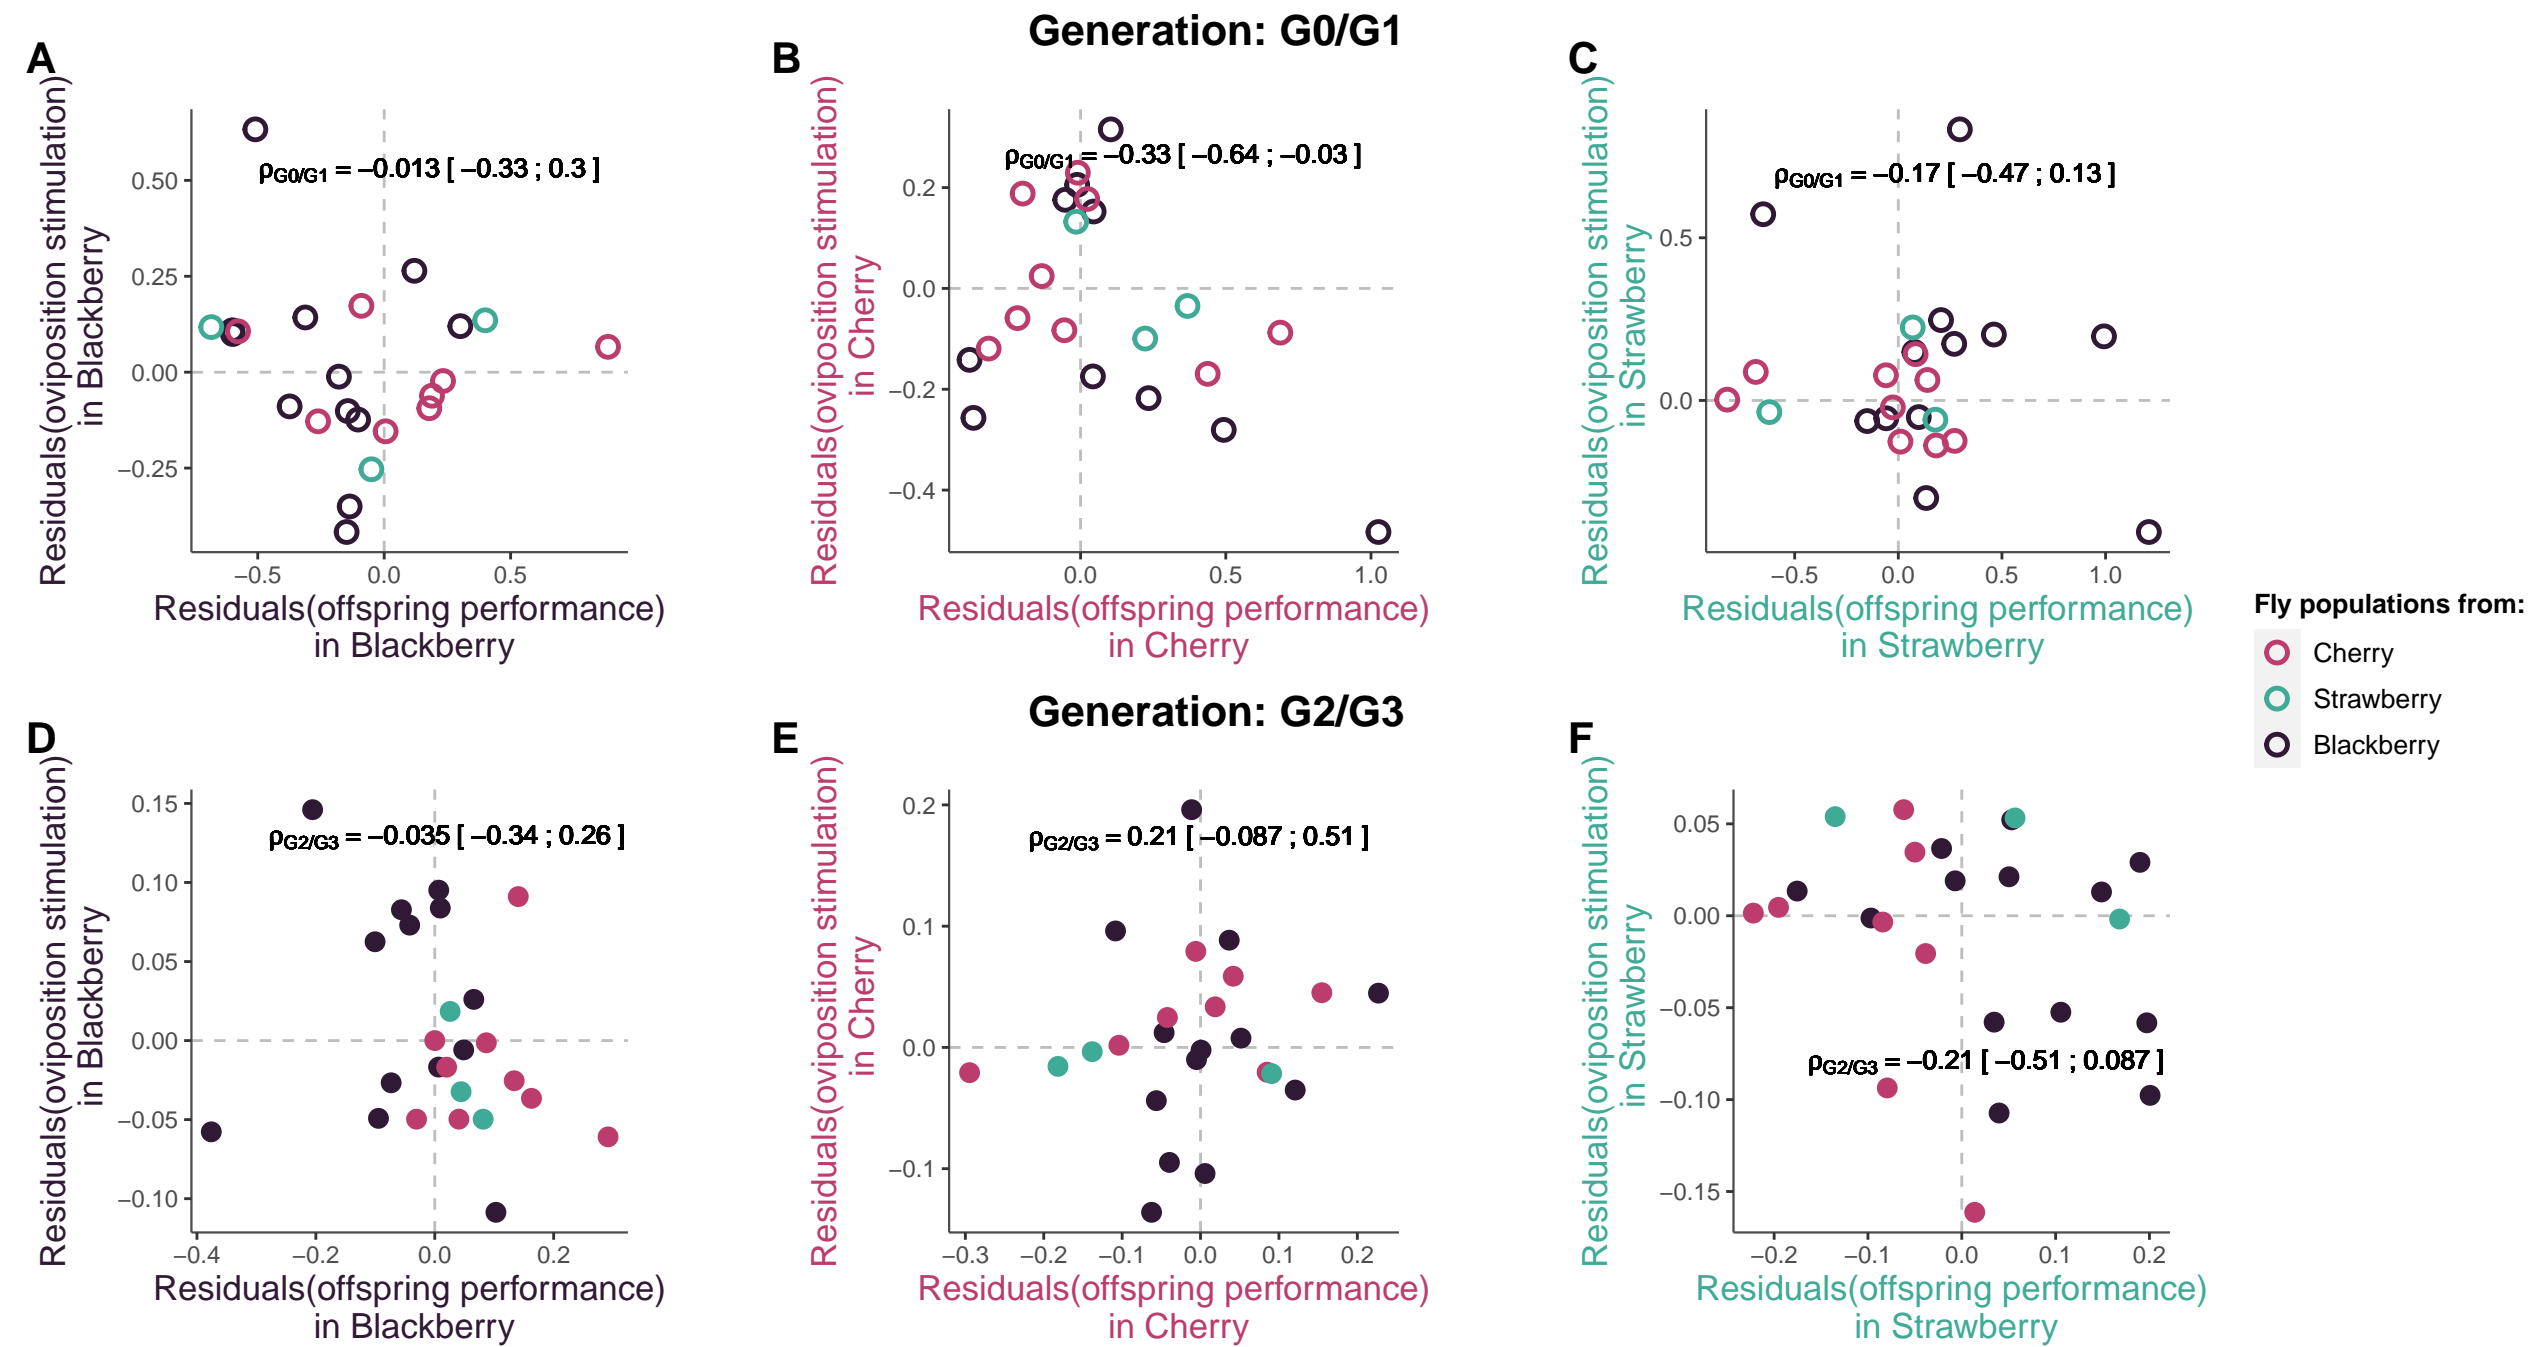 Generation: G0/G1
A
Residuals(oviposition stimulation)
in Blackberry
0.50
0.25
0.00
−0.25
ρG0/G1 = −0.013 [ −0.33 ; 0.3 ]
−0.5 0.0 0.5
Residuals(offspring performance)
in Blackberry
B
Residuals(oviposition stimulation)
in Cherry
0.2
0.0
−0.2
−0.4
ρG0/G1 = −0.33 [ −0.64 ; −0.03 ]
0.0 0.5 1.0
Residuals(offspring performance)
in Cherry
C
Residuals(oviposition stimulation)
in Strawberry
0.5
0.0
ρG0/G1 = −0.17 [ −0.47 ; 0.13 ]
−0.5 0.0 0.5 1.0
Residuals(offspring performance)
in Strawberry
Fly populations from:
Cherry
Strawberry
Blackberry
Generation: G2/G3
D
Residuals(oviposition stimulation)
in Blackberry
0.15
0.10
0.05
0.00
−0.05
−0.10
ρG2/G3 = −0.035 [ −0.34 ; 0.26 ]
−0.4 −0.2 0.0 0.2
Residuals(offspring performance)
in Blackberry
E
Residuals(oviposition stimulation)
in Cherry
0.2
0.1
0.0
−0.1
ρG2/G3 = 0.21 [ −0.087 ; 0.51 ]
−0.3 −0.2 −0.1 0.0 0.1 0.2
Residuals(offspring performance)
in Cherry
F
Residuals(oviposition stimulation)
in Strawberry
0.05
0.00
−0.05
−0.10
−0.15
ρG2/G3 = −0.21 [ −0.51 ; 0.087 ]
−0.2 −0.1 0.0 0.1 0.2
Residuals(offspring performance)
in Strawberry